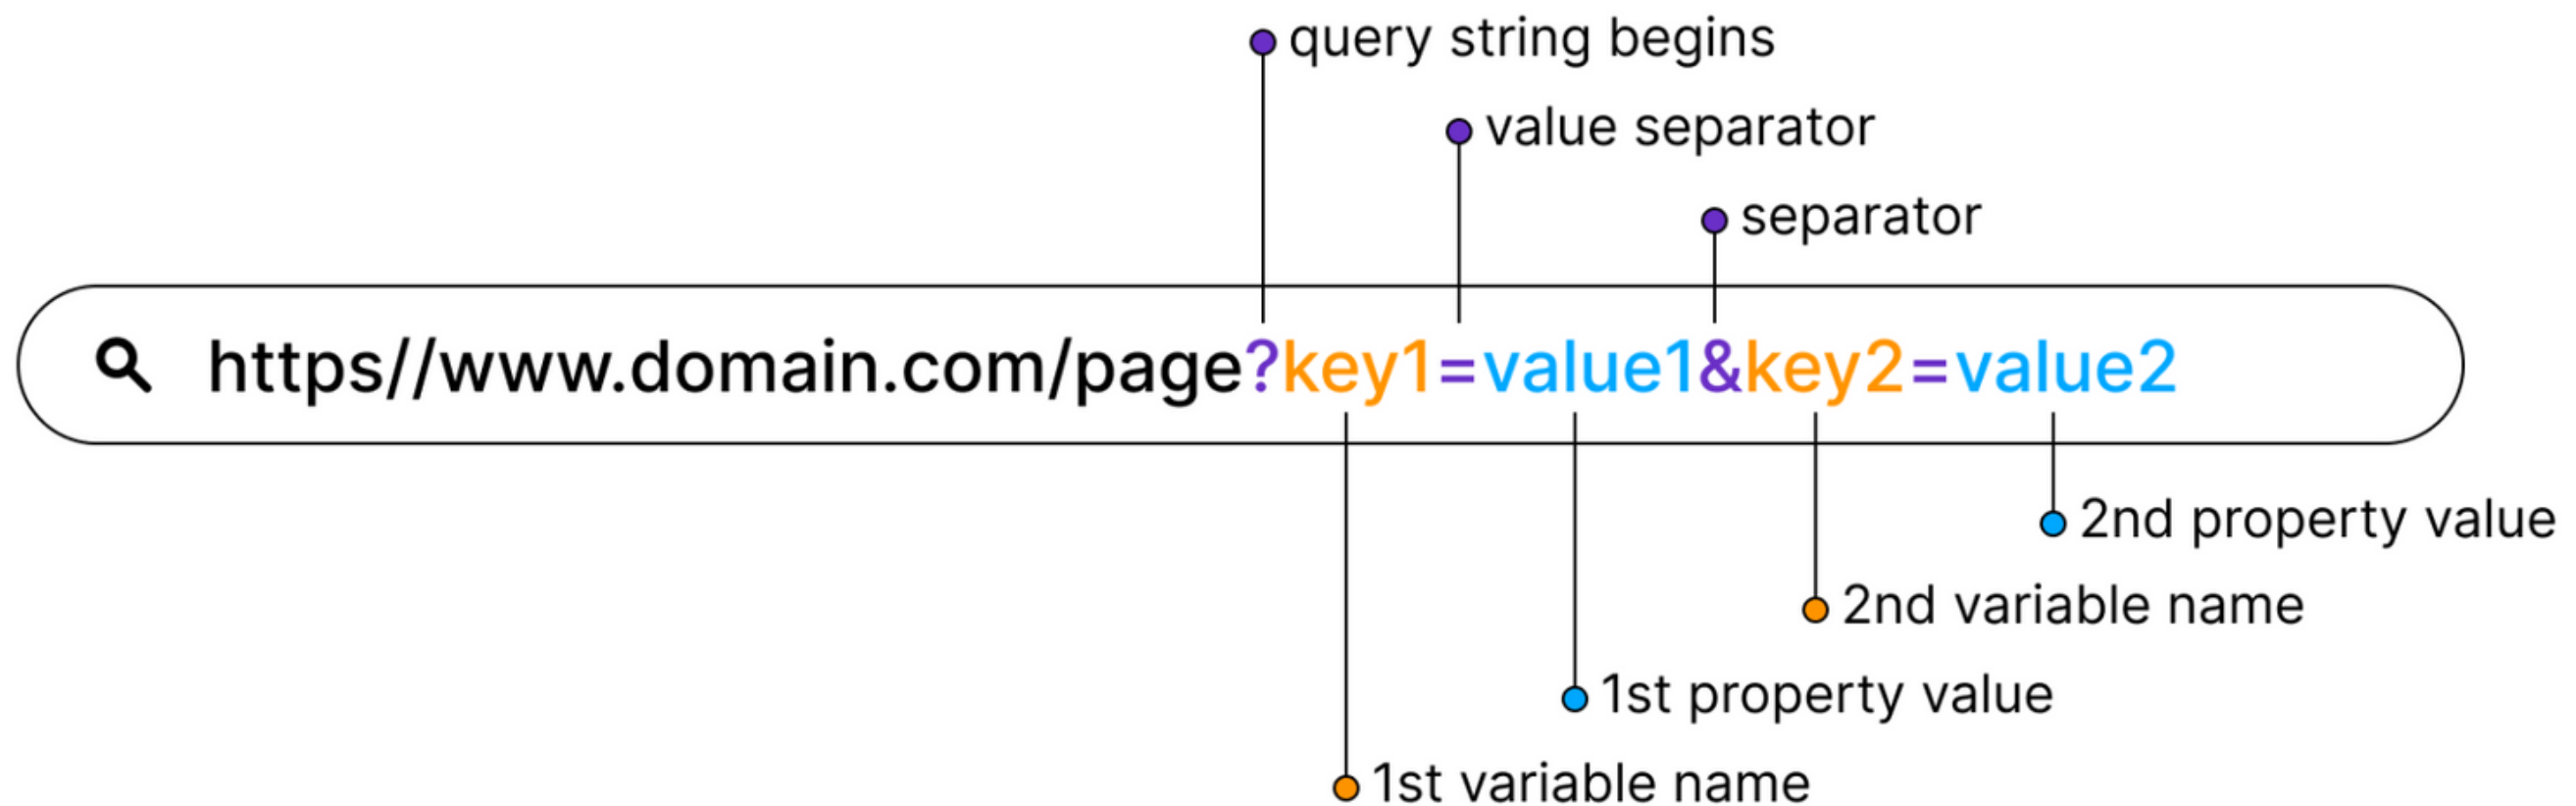 query string begins
value separator
separator
https//www.domain.com/page?key1=value1&key2=value2
2nd property value
2nd variable name
1st property value
1st variable name